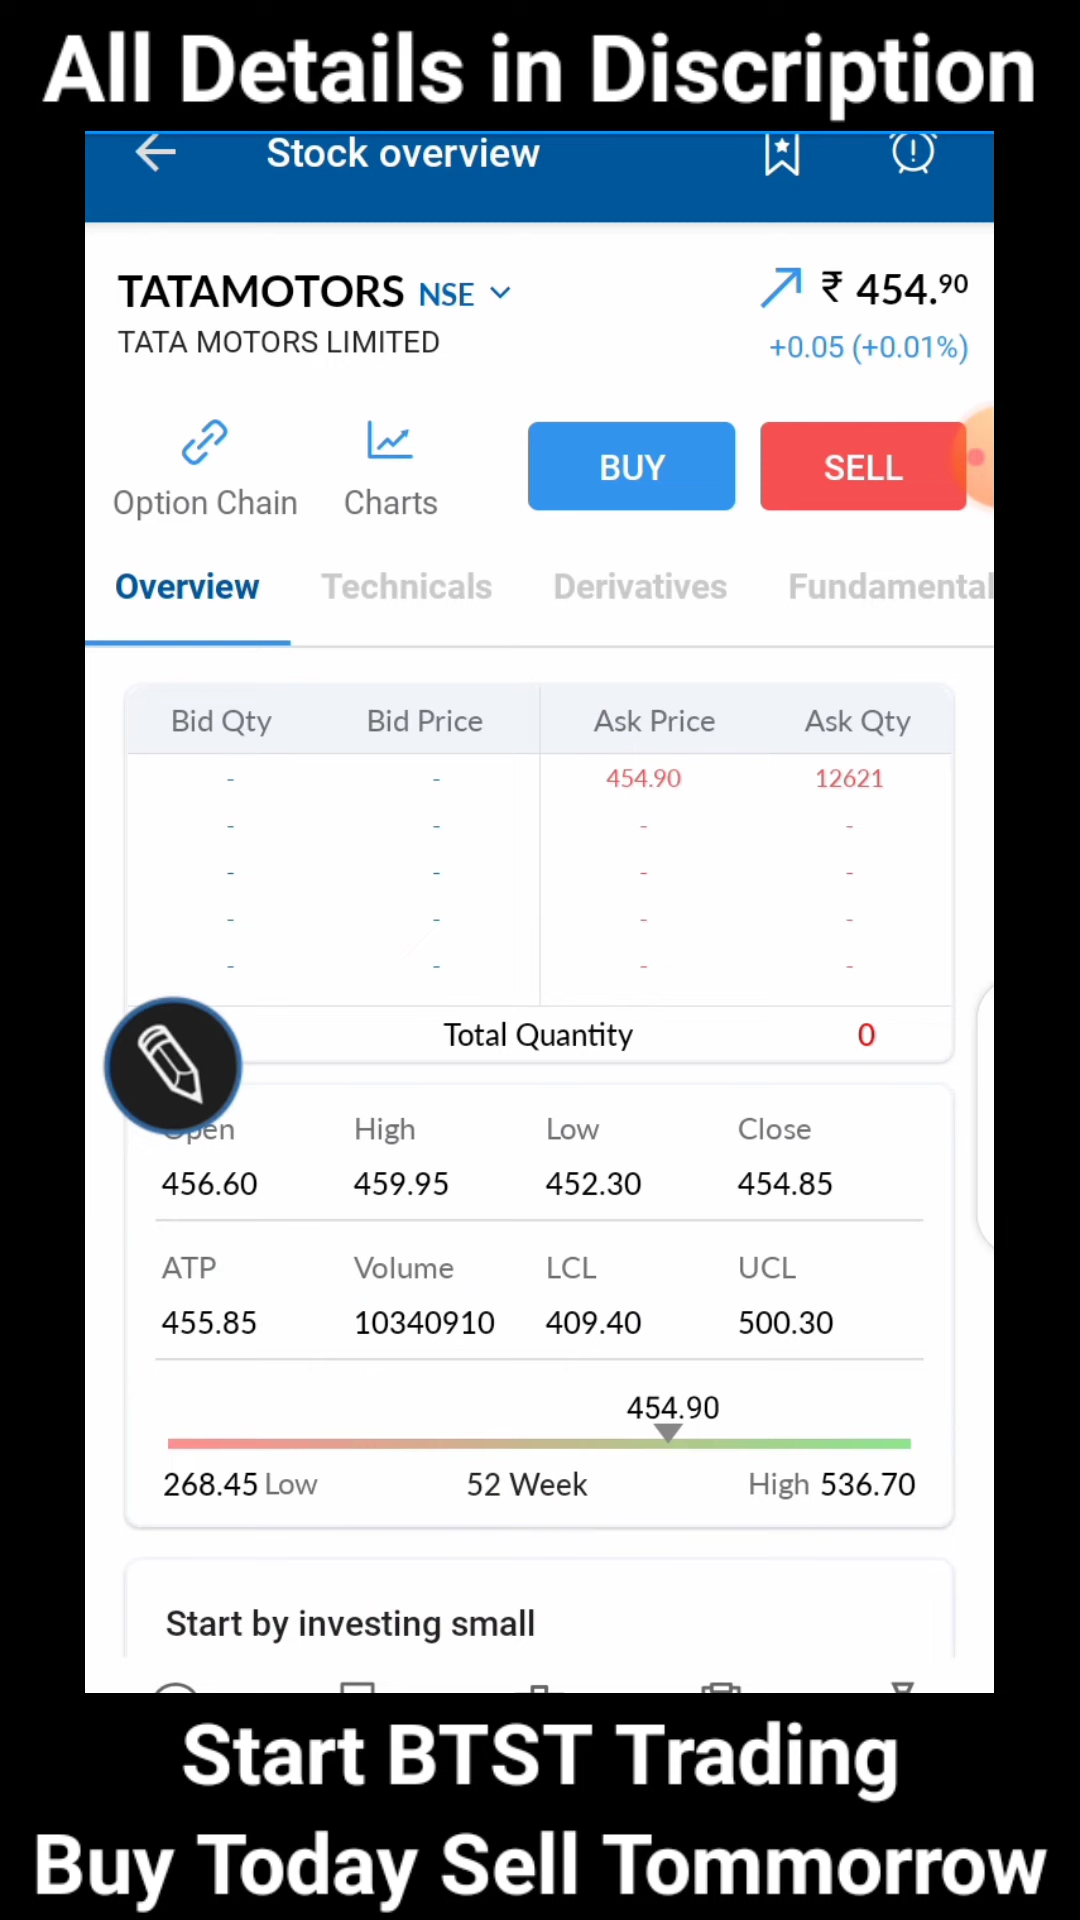 All Details in Discription
Stock overview
TATAMOTORS NSE
₹ 454.90
TATA MOTORS LIMITED
+0.05 (+0.01%)
Option Chain
Charts
BUY
SELL
Overview Technicals Derivatives Fundamental
Bid Qty Bid Price Ask Price Ask Qty
- - 454.90 12621
- - - -
- - - -
- - - -
- - - -
Total Quantity 0
Open High Low Close
456.60 459.95 452.30 454.85
ATP Volume LCL UCL
455.85 10340910 409.40 500.30
454.90
268.45 Low 52 Week High 536.70
Start by investing small
Start BTST Trading
Buy Today Sell Tommorrow